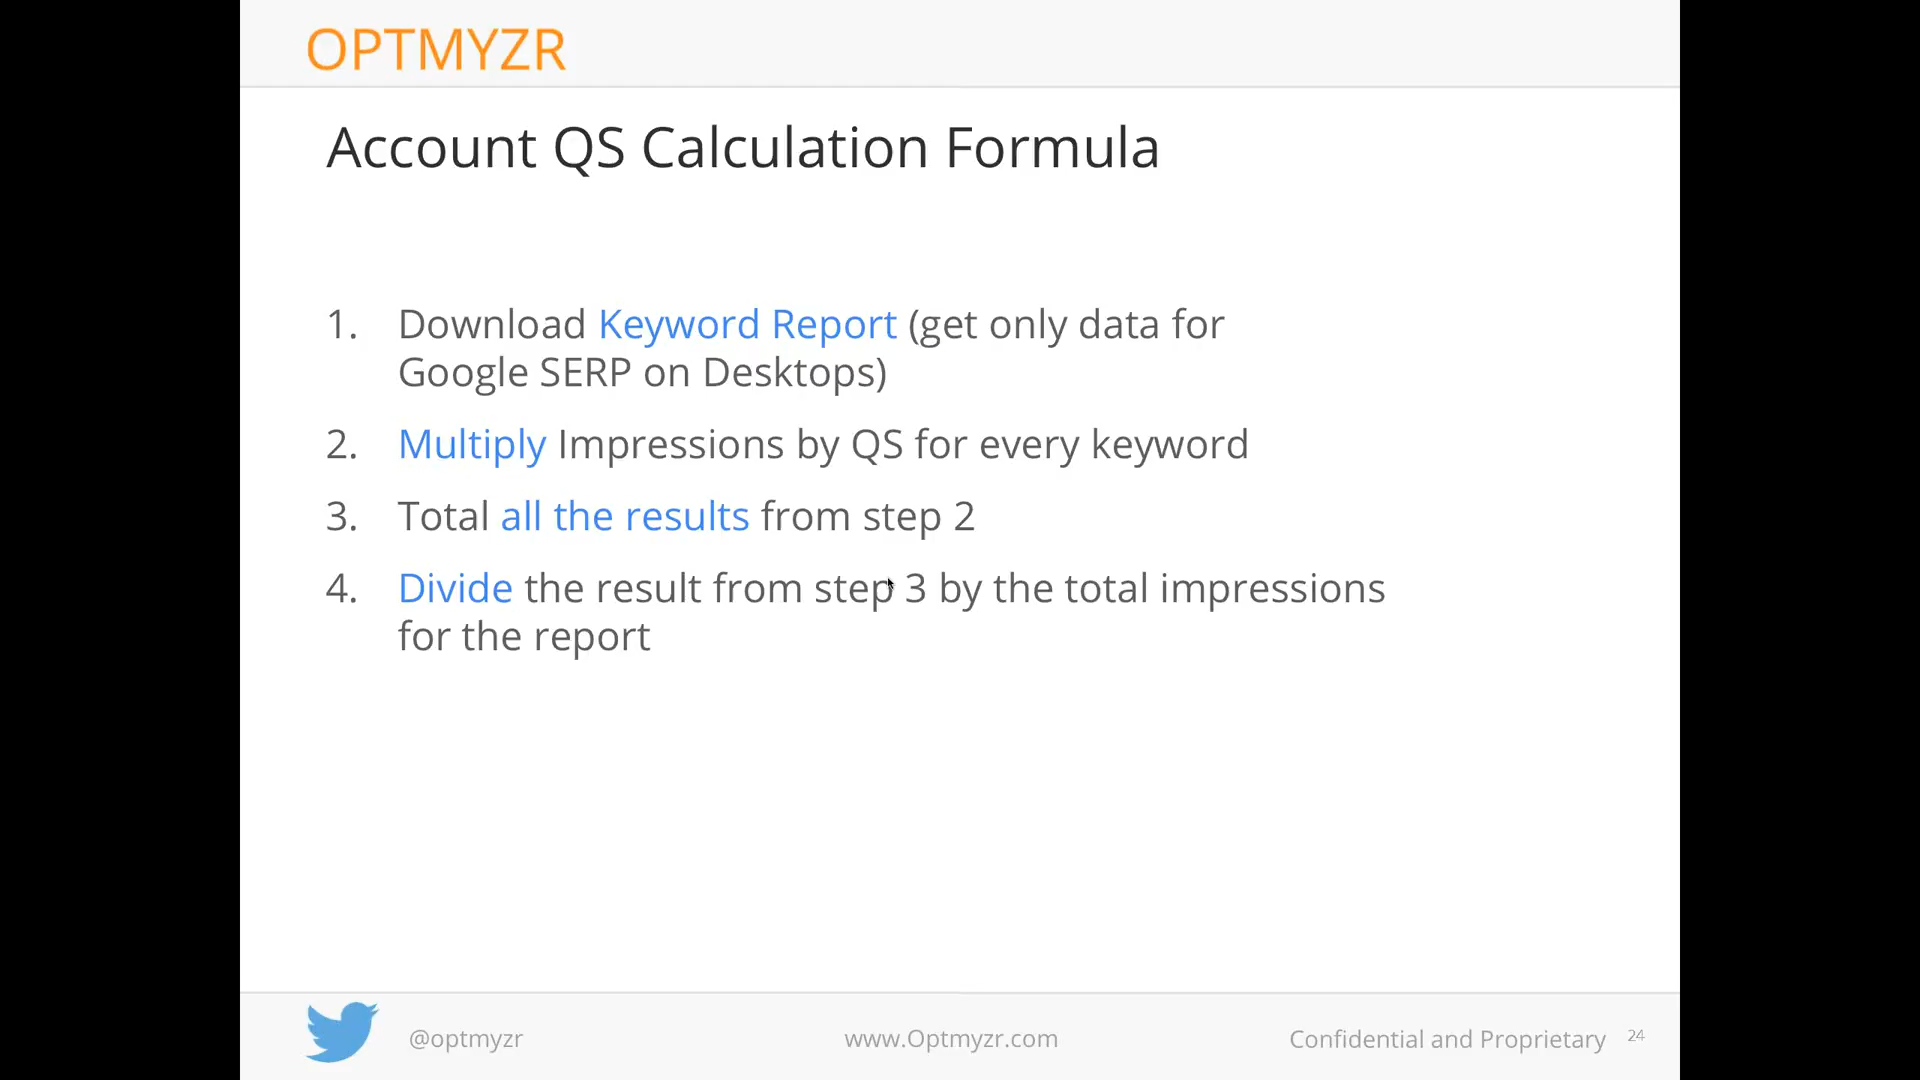 OPTMYZR
Account QS Calculation Formula
1. Download Keyword Report (get only data for
Google SERP on Desktops)
2. Multiply Impressions by QS for every keyword
3. Total all the results from step 2
4. Divide the result from step 3 by the total impressions
for the report
@optmyzr www.Optmyzr.com Confidential and Proprietary 24